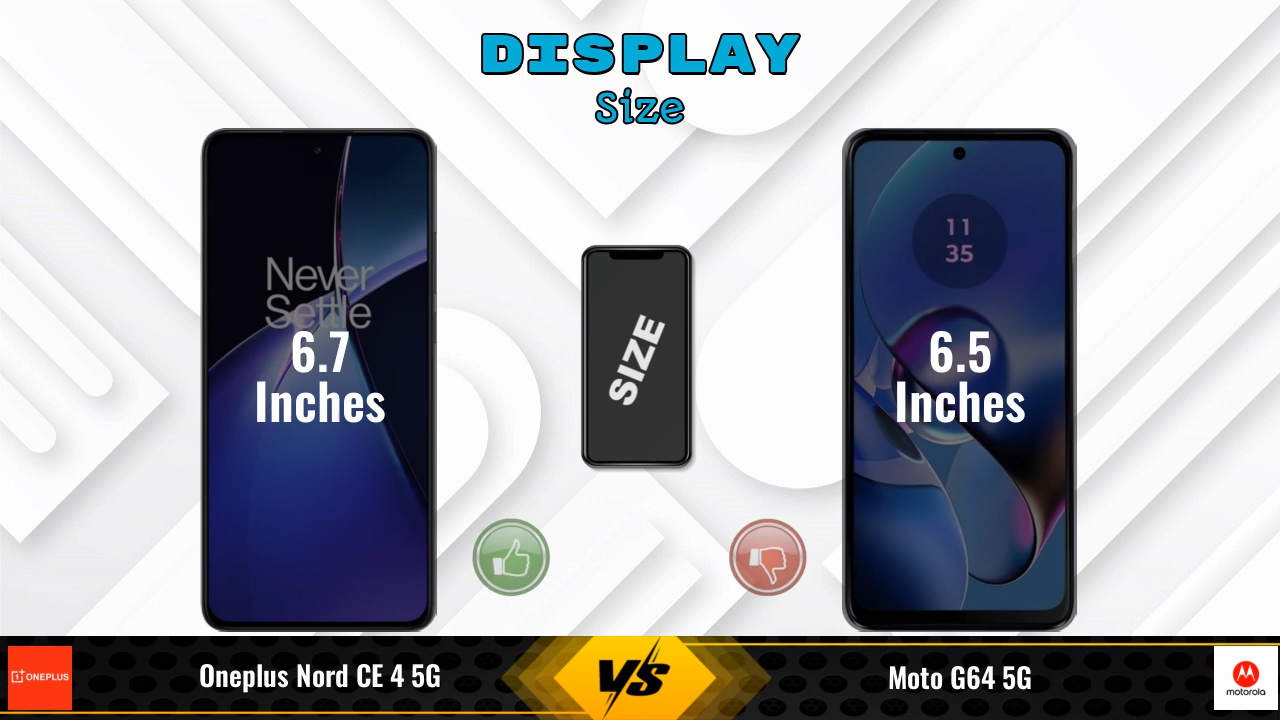 DISPLAY
Size
Never
Settle
6.7
Inches
SIZE
11
35
6.5
Inches
1+ ONEPLUS
Oneplus Nord CE 4 5G
VS
Moto G64 5G
motorola